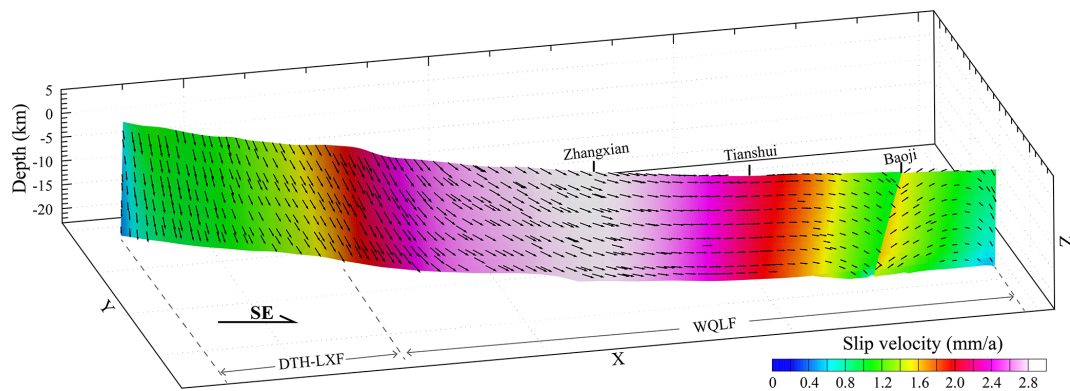 5
0
-5
-10
-15
-20
Depth (km)
Zhangxian
Tianshui
Baoji
Z
Y
SE
DTH-LXF
WQLF
X
Slip velocity (mm/a)
0 0.4 0.8 1.2 1.6 2.0 2.4 2.8